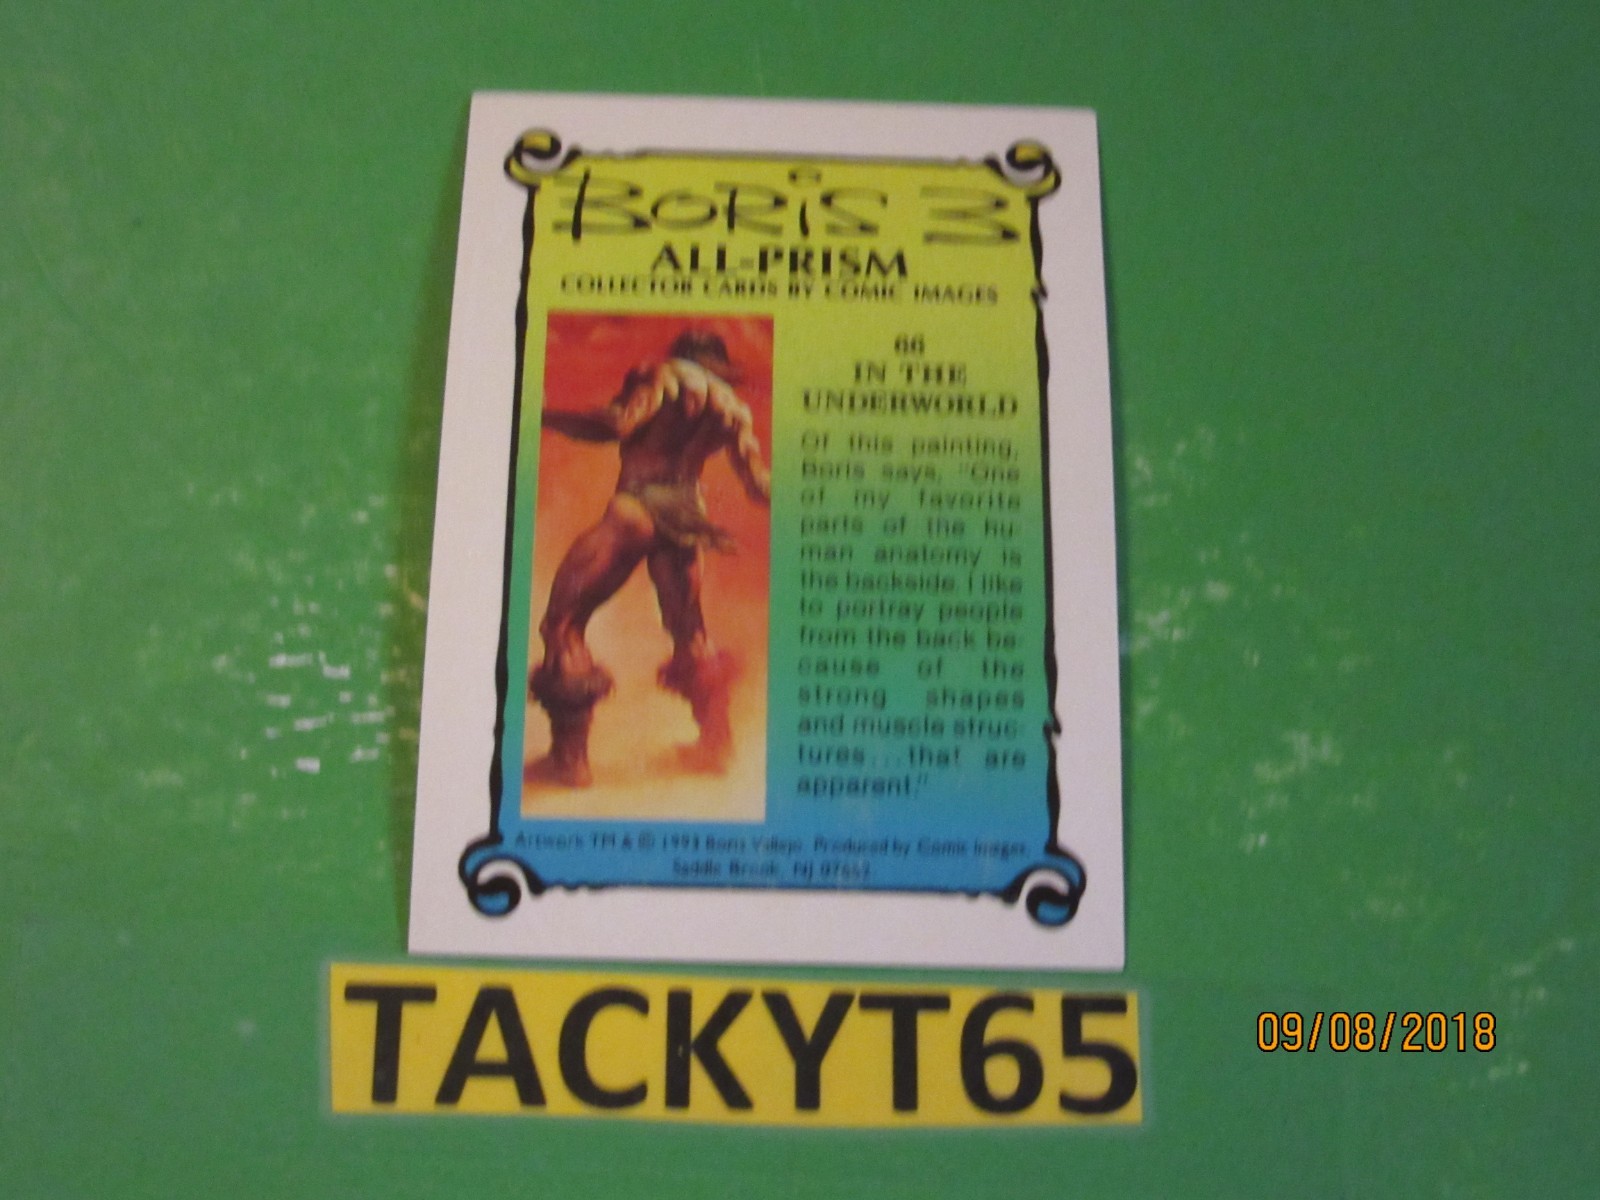 BORiS 3
ALL-PRISM
COLLECTOR CARDS BY COMIC IMAGES
66
IN THE
UNDERWORLD
Of this painting,
Boris says, "One
of my favorite
parts of the hu-
man anatomy is
the backside. I like
to portray people
from the back be-
cause of the
strong shapes
and muscle struc-
tures...that are
apparent."
Artwork TM & © 1993 Boris Vallejo. Produced by Comic Images,
Saddle Brook, NJ 07662
TACKYT65
09/08/2018